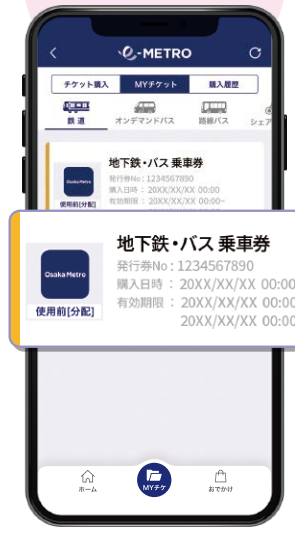 e-METRO
チケット購入 MYチケット 購入履歴
鉄道 オンデマンドバス 路線バス シェア
地下鉄・バス 乗車券
発行券No:1234567890
購入日時:20XX/XX/XX 00:00
有効期限:20XX/XX/XX 00:00~
Osaka Metro
使用前[分配]
地下鉄・バス 乗車券
発行券No:1234567890
購入日時:20XX/XX/XX 00:00
有効期限:20XX/XX/XX 00:00
20XX/XX/XX 00:00
Osaka Metro
使用前[分配]
ホーム MYチケ おでかけ